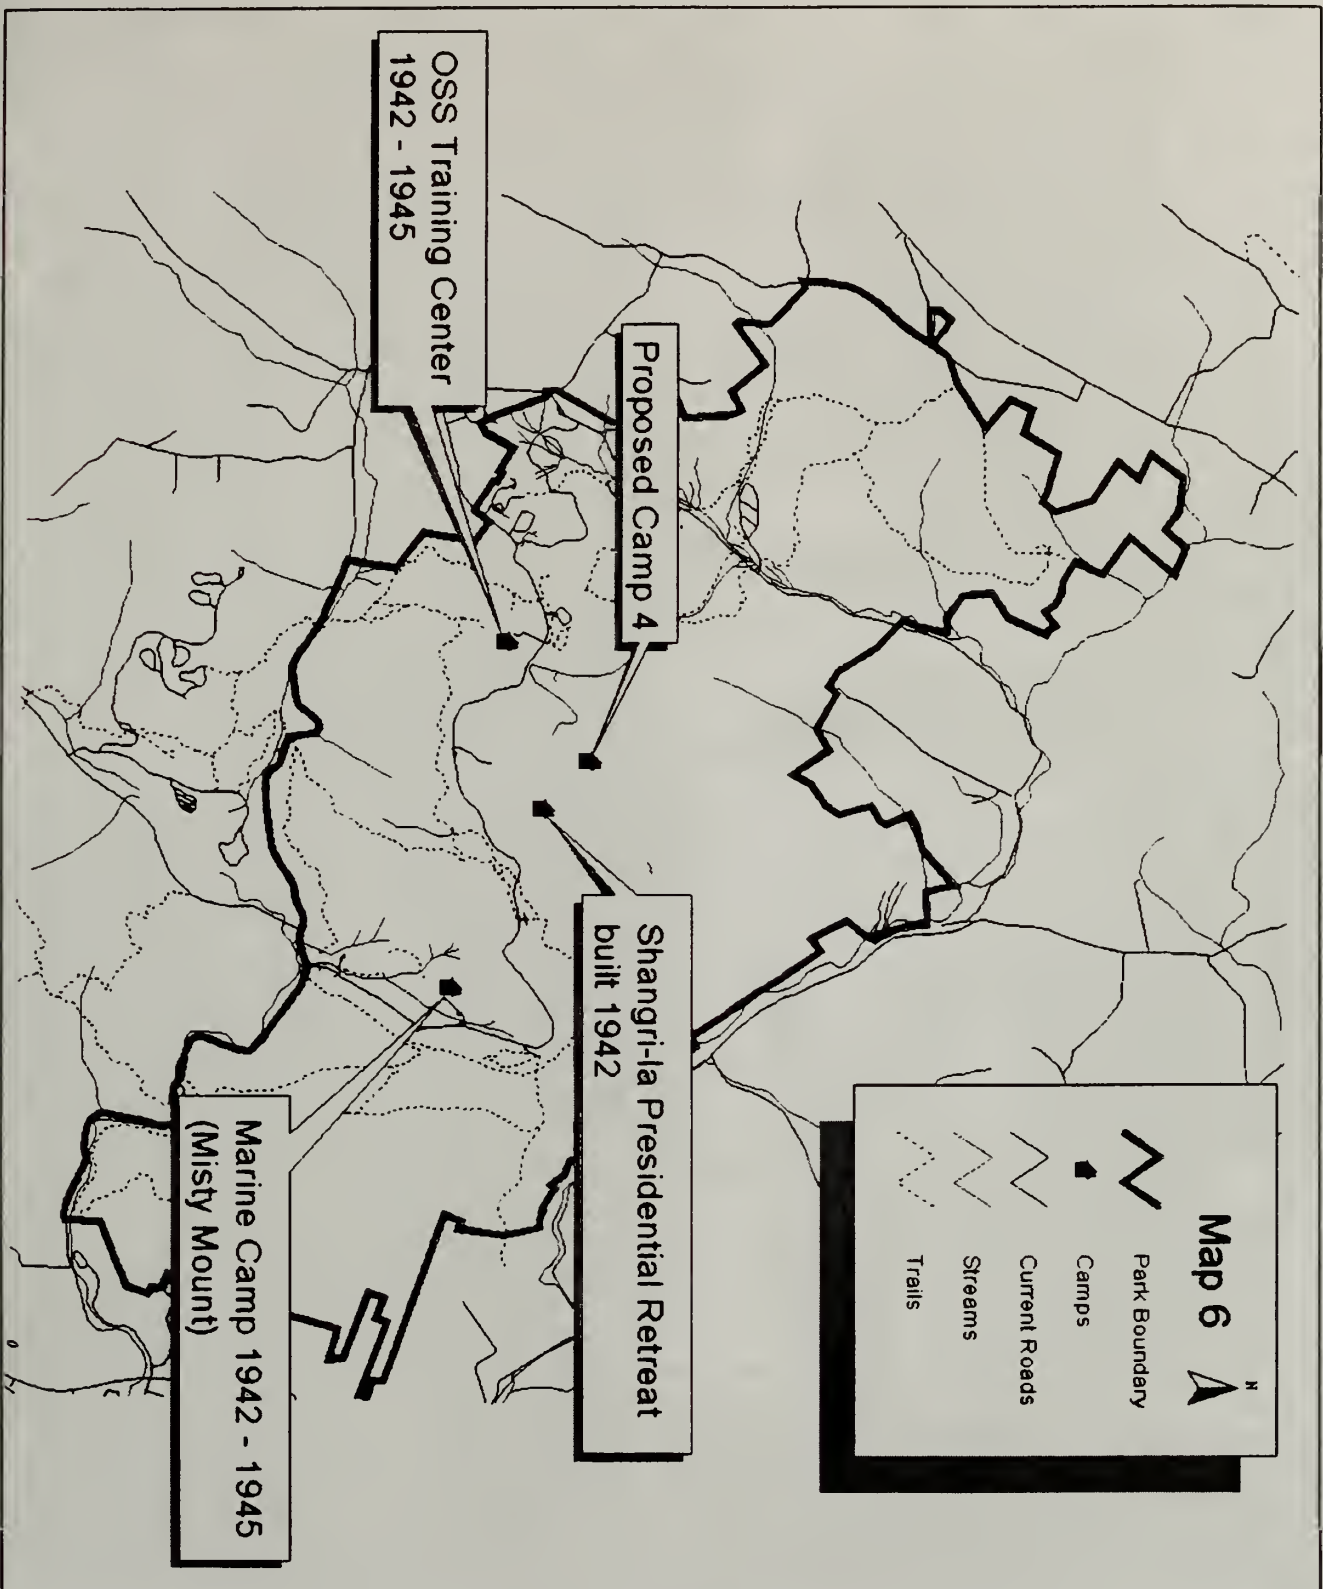 Map 6
N
Park Boundary
Camps
Current Roads
Streams
Trails
OSS Training Center
1942 - 1945
Proposed Camp 4
Shangri-la Presidential Retreat
built 1942
Marine Camp 1942 - 1945
(Misty Mount)